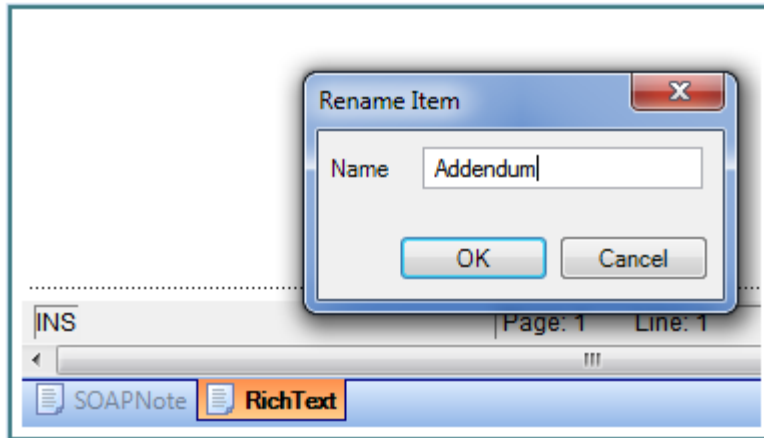 Rename Item
Name Addendum
OK Cancel
INS Page: 1 Line: 1
SOAPNote RichText